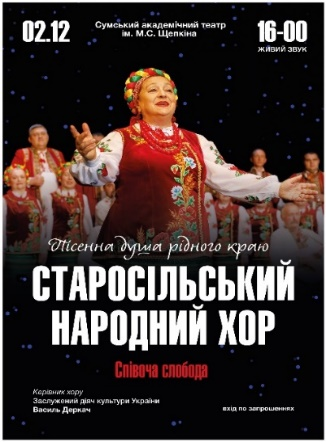 02.12
Сумський академічний театр
ім. М.С. Щепкіна
16-00
ЖИВИЙ ЗВУК
Пісенна душа рідного краю
СТАРОСІЛЬСЬКИЙ
НАРОДНИЙ ХОР
Співоча слобода
Керівник хору
Заслужений діяч культури України
Василь Деркач
вхід по запрошеннях